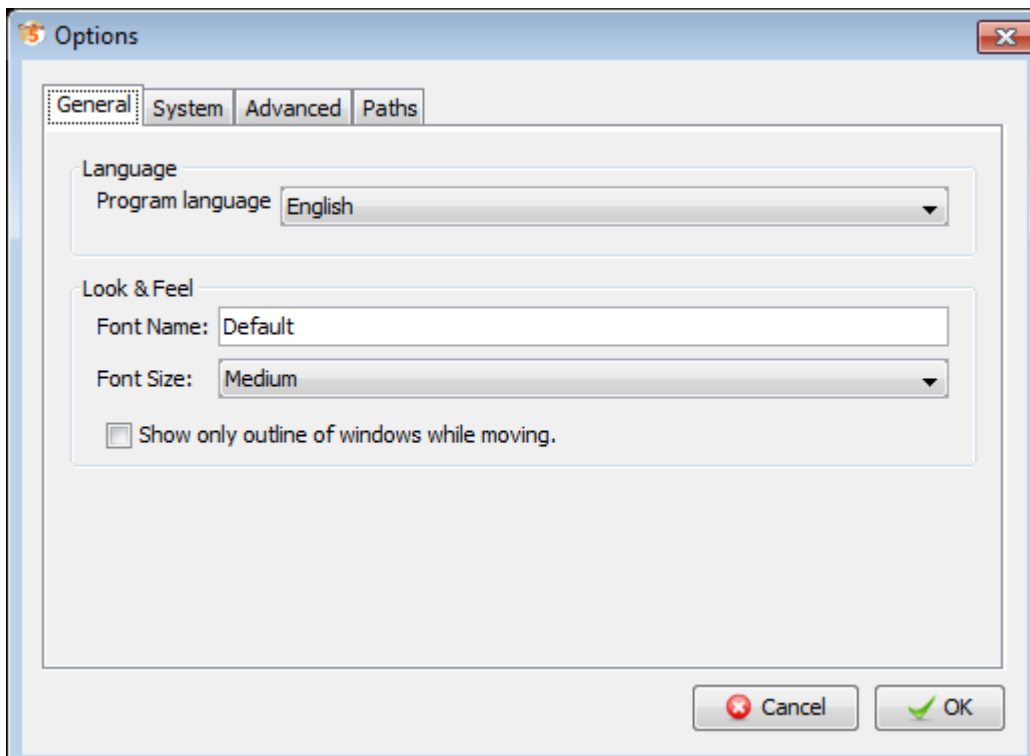 5 Options
General System Advanced Paths
Language
Program language English
Look & Feel
Font Name: Default
Font Size: Medium
Show only outline of windows while moving.
Cancel OK